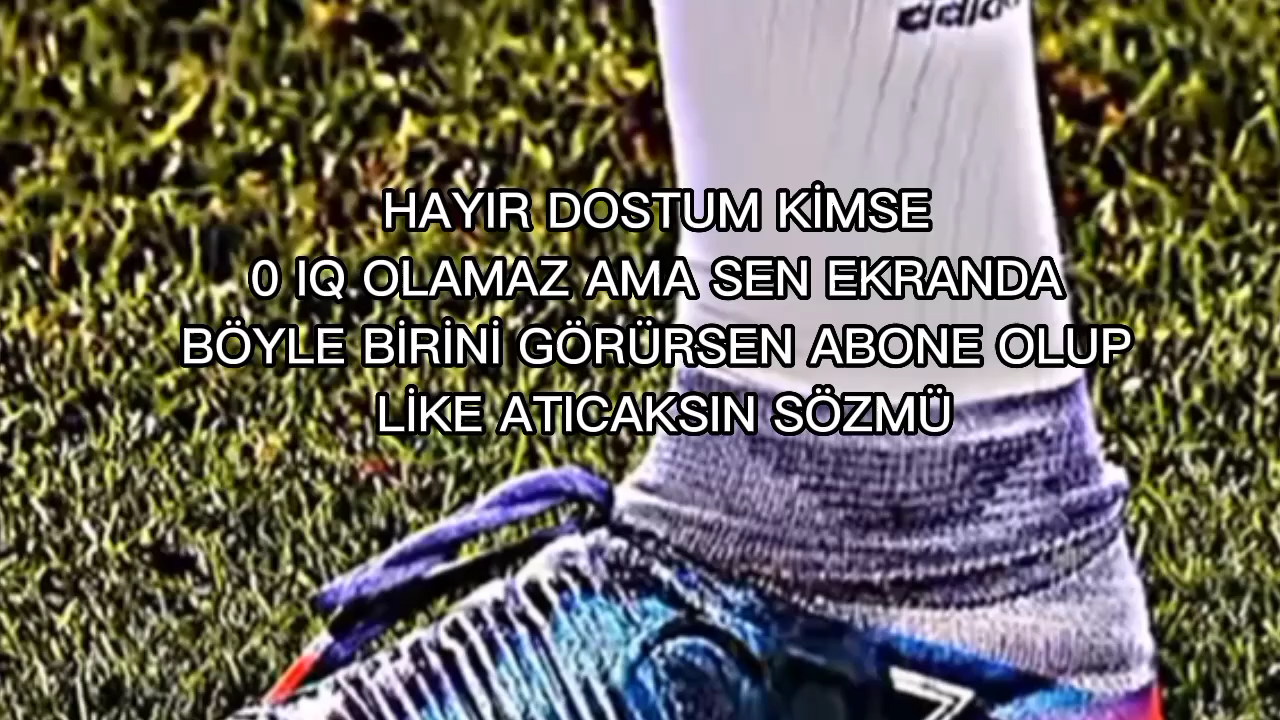 adidas
HAYIR DOSTUM KİMSE
0 IQ OLAMAZ AMA SEN EKRANDA
BÖYLE BİRİNİ GÖRÜRSEN ABONE OLUP
LİKE ATICAKSIN SÖZMÜ